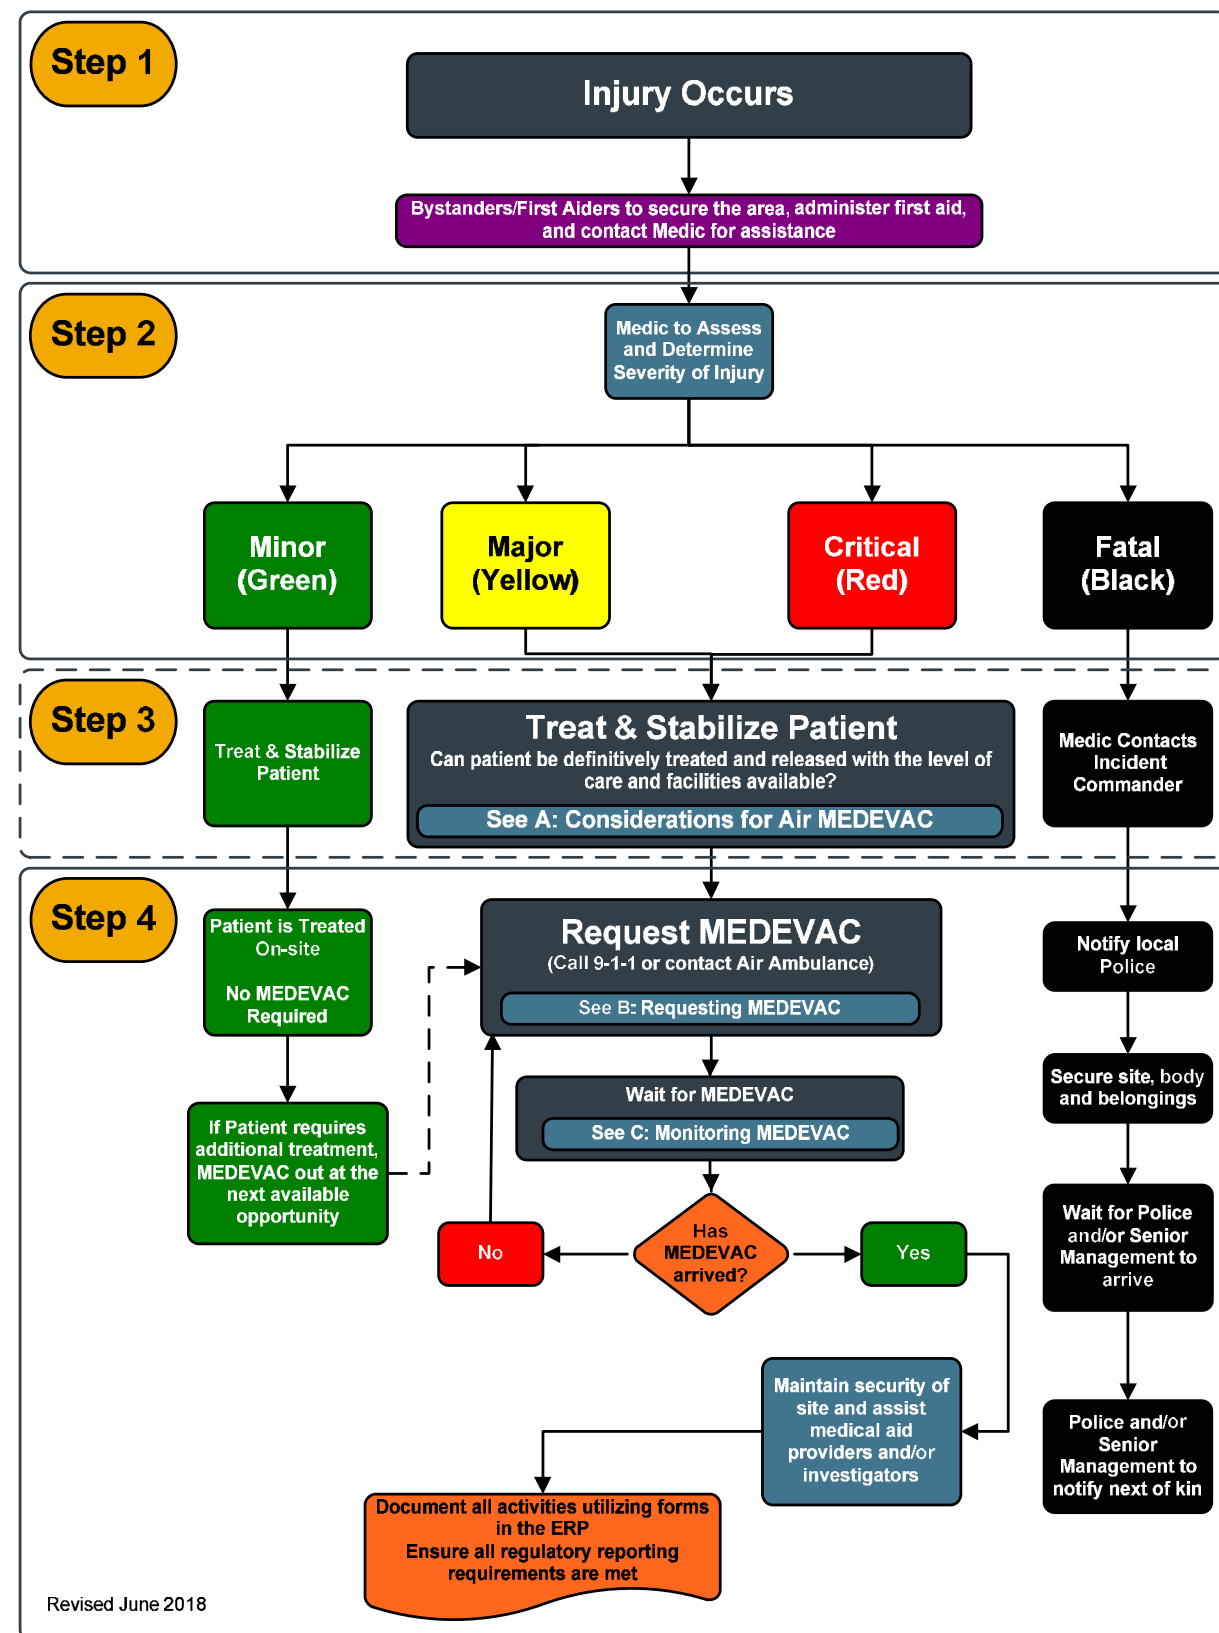 Step 1
Injury Occurs
Bystanders/First Aiders to secure the area, administer first aid,
and contact Medic for assistance
Step 2
Medic to Assess
and Determine
Severity of Injury
Minor
(Green)
Major
(Yellow)
Critical
(Red)
Fatal
(Black)
Step 3
Treat & Stabilize
Patient
Treat & Stabilize Patient
Can patient be definitively treated and released with the level of
care and facilities available?
See A: Considerations for Air MEDEVAC
Medic Contacts
Incident
Commander
Step 4
Patient is Treated
On-site
No MEDEVAC
Required
Request MEDEVAC
(Call 9-1-1 or contact Air Ambulance)
See B: Requesting MEDEVAC
Notify local
Police
If Patient requires
additional treatment,
MEDEVAC out at the
next available
opportunity
Wait for MEDEVAC
See C: Monitoring MEDEVAC
Secure site, body
and belongings
Has
MEDEVAC
arrived?
No
Yes
Wait for Police
and/or Senior
Management to
arrive
Maintain security of
site and assist
medical aid
providers and/or
investigators
Police and/or
Senior
Management to
notify next of kin
Document all activities utilizing forms
in the ERP
Ensure all regulatory reporting
requirements are met
Revised June 2018